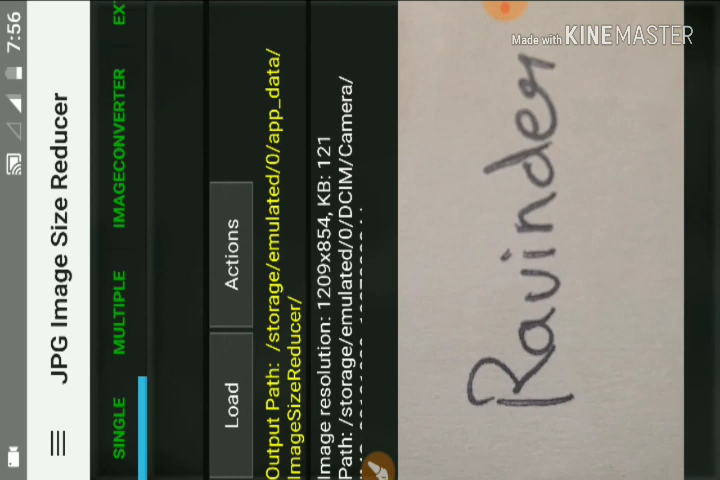 7:56
JPG Image Size Reducer
SINGLE MULTIPLE IMAGECONVERTER EX
Load Actions
Output Path: /storage/emulated/0/app_data/
ImageSizeReducer/
Image resolution: 1209x854, KB: 121
Path: /storage/emulated/0/DCIM/Camera/
Ravinder
Made with KINEMASTER